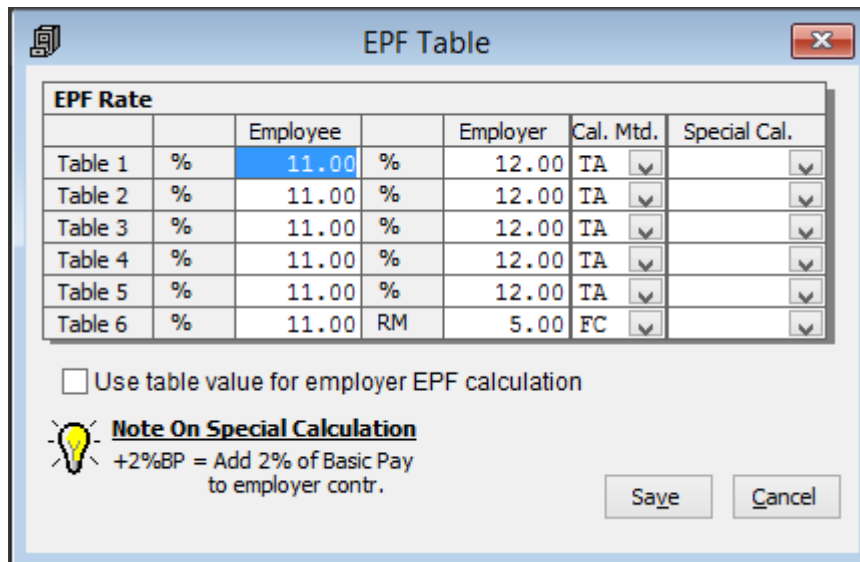 EPF Table
EPF Rate
Employee Employer Cal. Mtd. Special Cal.
Table 1 % 11.00 % 12.00 TA
Table 2 % 11.00 % 12.00 TA
Table 3 % 11.00 % 12.00 TA
Table 4 % 11.00 % 12.00 TA
Table 5 % 11.00 % 12.00 TA
Table 6 % 11.00 RM 5.00 FC
Use table value for employer EPF calculation
Note On Special Calculation
+2%BP = Add 2% of Basic Pay
to employer contr.
Save Cancel